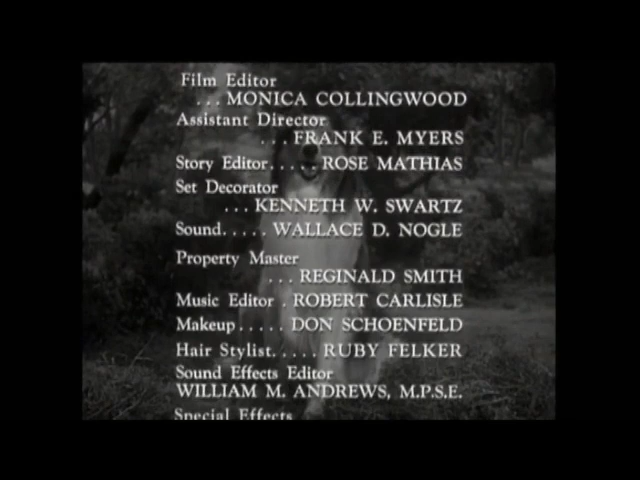 Film Editor
... MONICA COLLINGWOOD
Assistant Director
... FRANK E. MYERS
Story Editor..... ROSE MATHIAS
Set Decorator
... KENNETH W. SWARTZ
Sound..... WALLACE D. NOGLE
Property Master
... REGINALD SMITH
Music Editor . ROBERT CARLISLE
Makeup..... DON SCHOENFELD
Hair Stylist..... RUBY FELKER
Sound Effects Editor
WILLIAM M. ANDREWS, M.P.S.E.
Special Effects